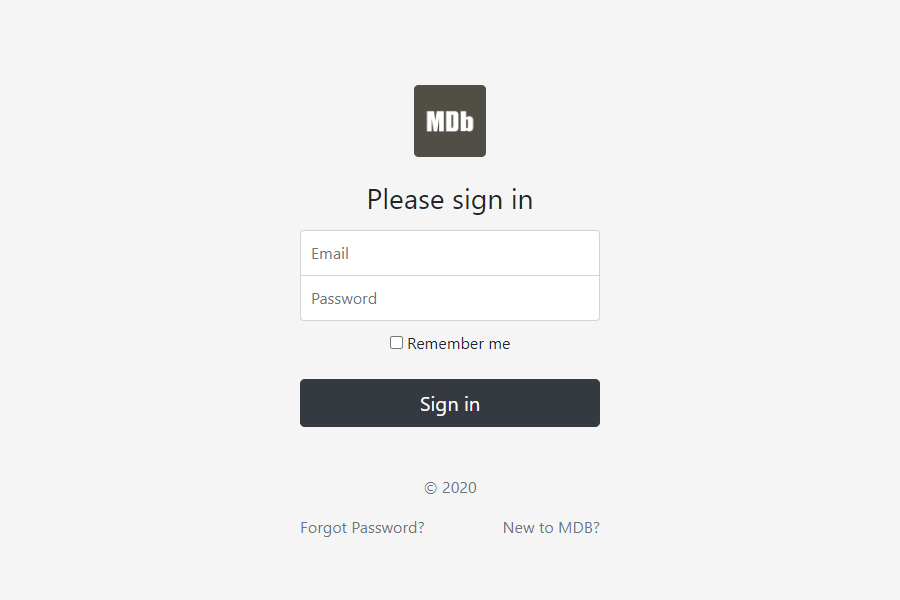 MDb
Please sign in
Email
Password
Remember me
Sign in
© 2020
Forgot Password? New to MDB?